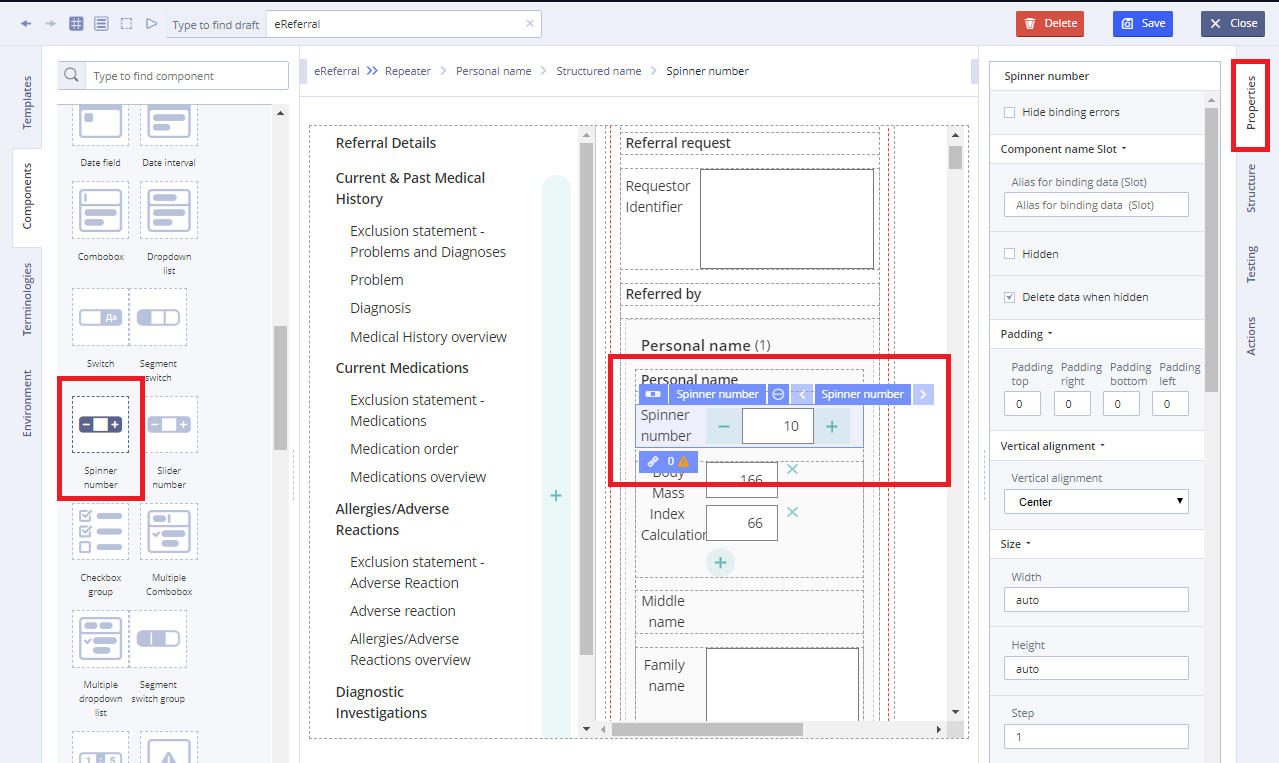 Type to find draft
eReferral
Delete
Save
Close
Templates
Components
Terminologies
Environment
Type to find component
Date field
Date interval
Combobox
Dropdown
list
Да
Switch
Segment
switch
Spinner
number
Slider
number
Checkbox
group
Multiple
Combobox
Multiple
dropdown
list
Segment
switch group
1 : 5
eReferral
Repeater
Personal name
Structured name
Spinner number
Referral Details
Current & Past Medical
History
Exclusion statement -
Problems and Diagnoses
Problem
Diagnosis
Medical History overview
Current Medications
Exclusion statement -
Medications
Medication order
Medications overview
Allergies/Adverse
Reactions
Exclusion statement -
Adverse Reaction
Adverse reaction
Allergies/Adverse
Reactions overview
Diagnostic
Investigations
Referral request
Requestor
Identifier
Referred by
Personal name (1)
Personal name
Spinner number
Spinner number
Spinner
number
10
0
Body
Mass
Index
Calculation
166
66
Middle
name
Family
name
Spinner number
Hide binding errors
Component name Slot
Alias for binding data (Slot)
Alias for binding data (Slot)
Hidden
Delete data when hidden
Padding
Padding
top
Padding
right
Padding
bottom
Padding
left
0
0
0
0
Vertical alignment
Vertical alignment
Center
Size
Width
auto
Height
auto
Step
1
Properties
Structure
Testing
Actions